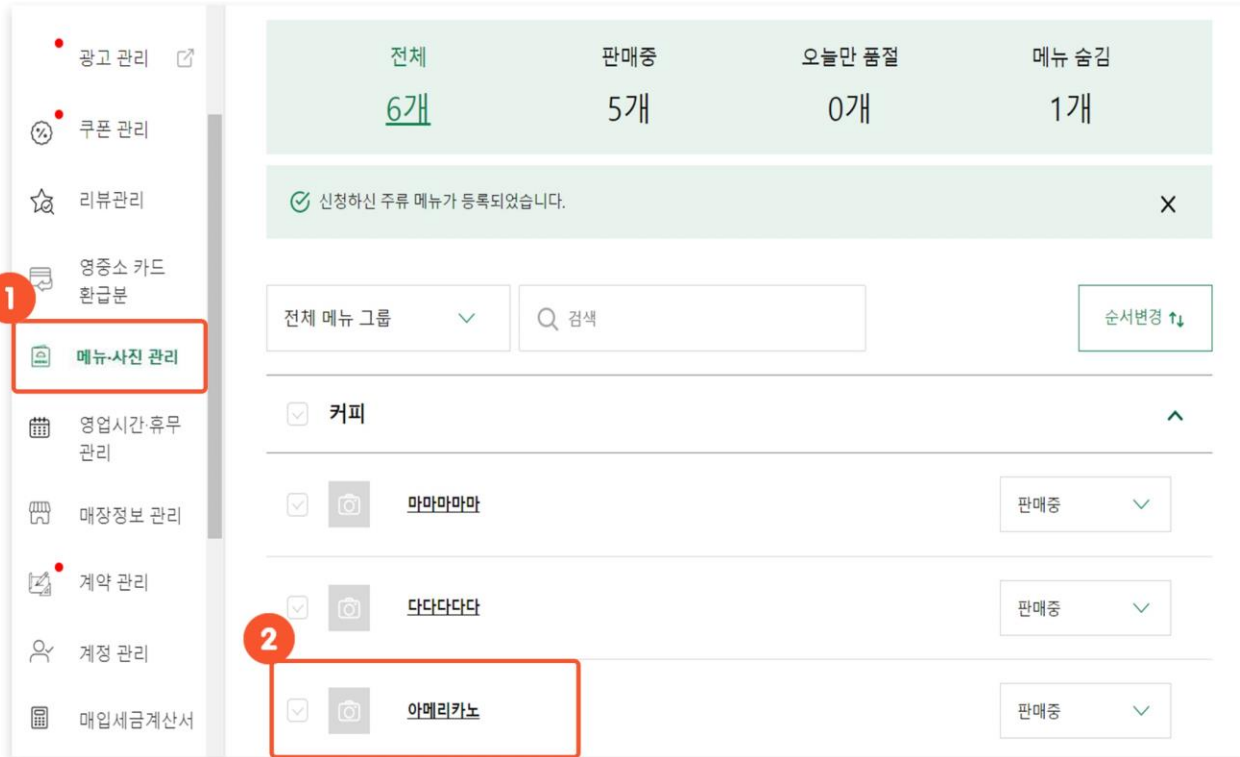 광고 관리
쿠폰 관리
리뷰관리
영중소 카드
환급분
1
메뉴·사진 관리
영업시간·휴무
관리
매장정보 관리
계약 관리
계정 관리
매입세금계산서
전체 판매중 오늘만 품절 메뉴 숨김
6개 5개 0개 1개
신청하신 주류 메뉴가 등록되었습니다. X
전체 메뉴 그룹 검색 순서변경
커피
마마마마마 판매중
다다다다다 판매중
2
아메리카노 판매중